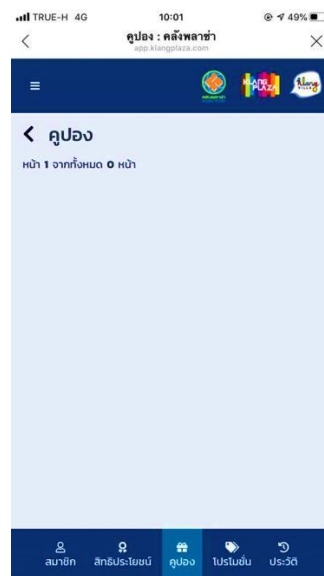 TRUE-H 4G 10:01 49%
คูปอง : คลังพลาซ่า
app.klangplaza.com
KLANG PLAZA Klang VILLA
คูปอง
หน้า 1 จากทั้งหมด 0 หน้า
สมาชิก สิทธิประโยชน์ คูปอง โปรโมชั่น ประวัติ